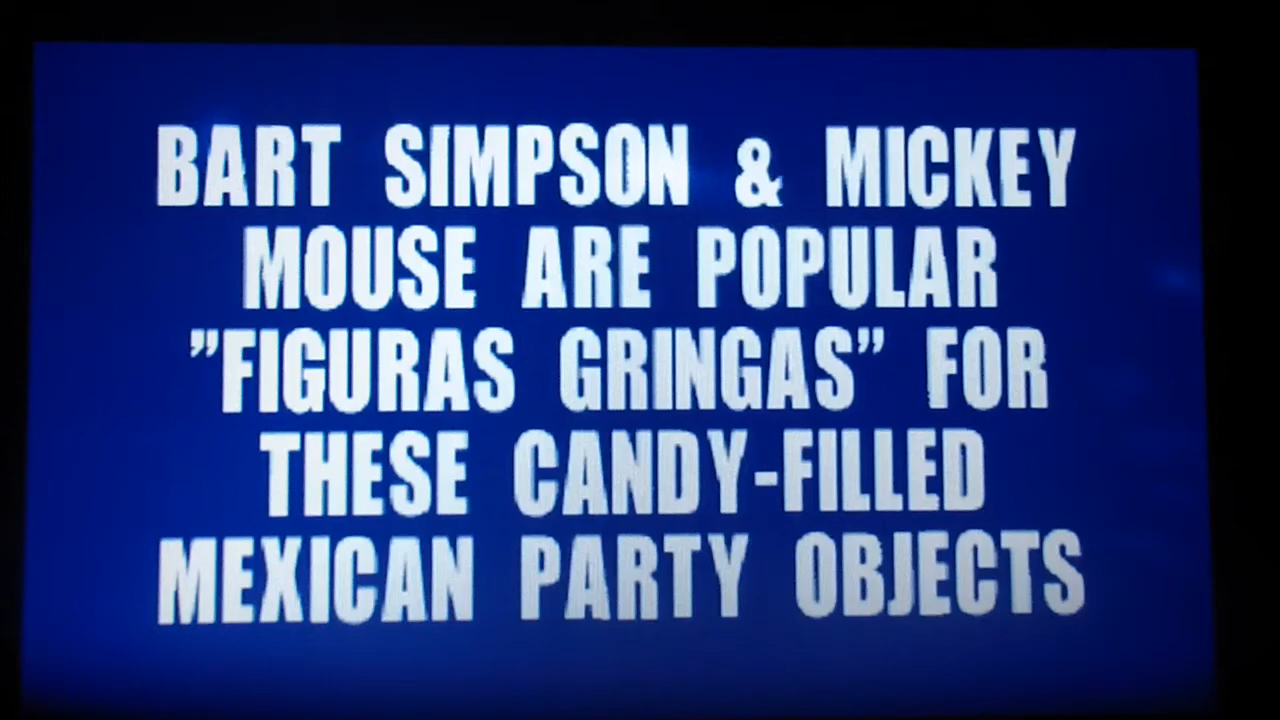 BART SIMPSON & MICKEY
MOUSE ARE POPULAR
"FIGURAS GRINGAS" FOR
THESE CANDY-FILLED
MEXICAN PARTY OBJECTS